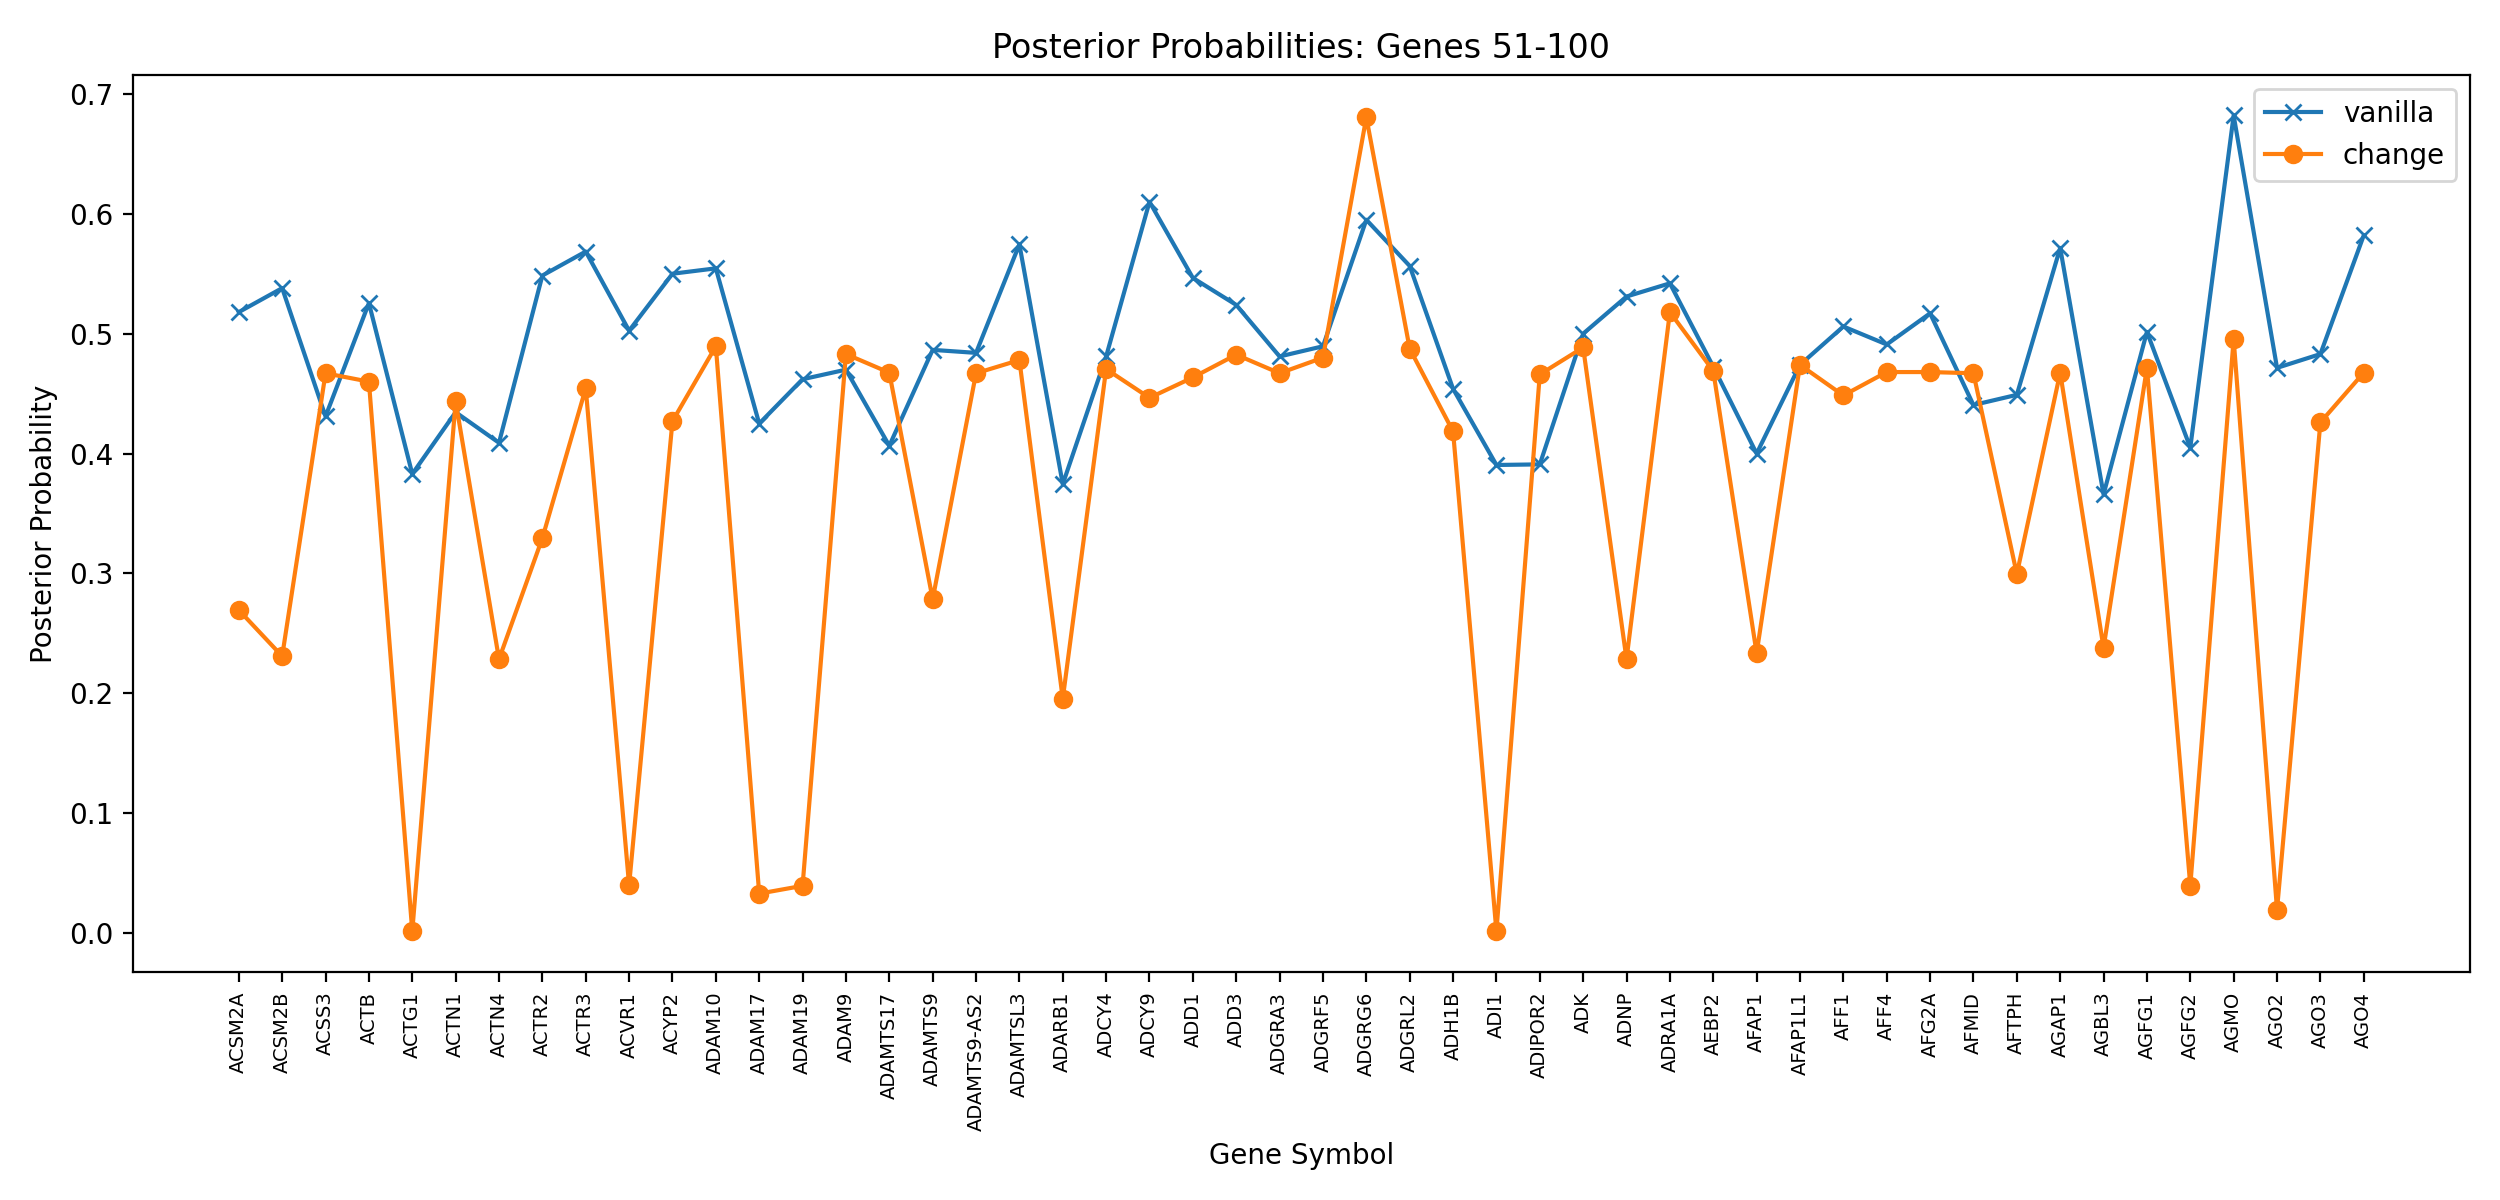 Posterior Probabilities: Genes 51-100
vanilla
change
Posterior Probability
0.7
0.6
0.5
0.4
0.3
0.2
0.1
0.0
ACSM2A
ACSM2B
ACSS3
ACTB
ACTG1
ACTN1
ACTN4
ACTR2
ACTR3
ACVR1
ACYP2
ADAM10
ADAM17
ADAM19
ADAM9
ADAMTS17
ADAMTS9
ADAMTS9-AS2
ADAMTSL3
ADARB1
ADCY4
ADCY9
ADD1
ADD3
ADGRA3
ADGRF5
ADGRG6
ADGRL2
ADH1B
ADI1
ADIPOR2
ADK
ADNP
ADRA1A
AEBP2
AFAP1
AFAP1L1
AFF1
AFF4
AFG2A
AFMID
AFTPH
AGAP1
AGBL3
AGFG1
AGFG2
AGMO
AGO2
AGO3
AGO4
Gene Symbol